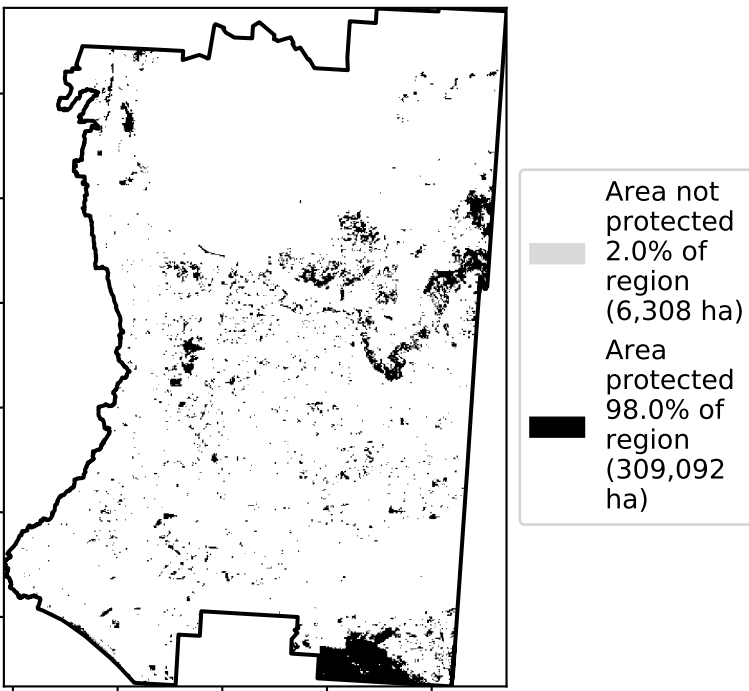 Area not
protected
2.0% of
region
(6,308 ha)
Area
protected
98.0% of
region
(309,092
ha)